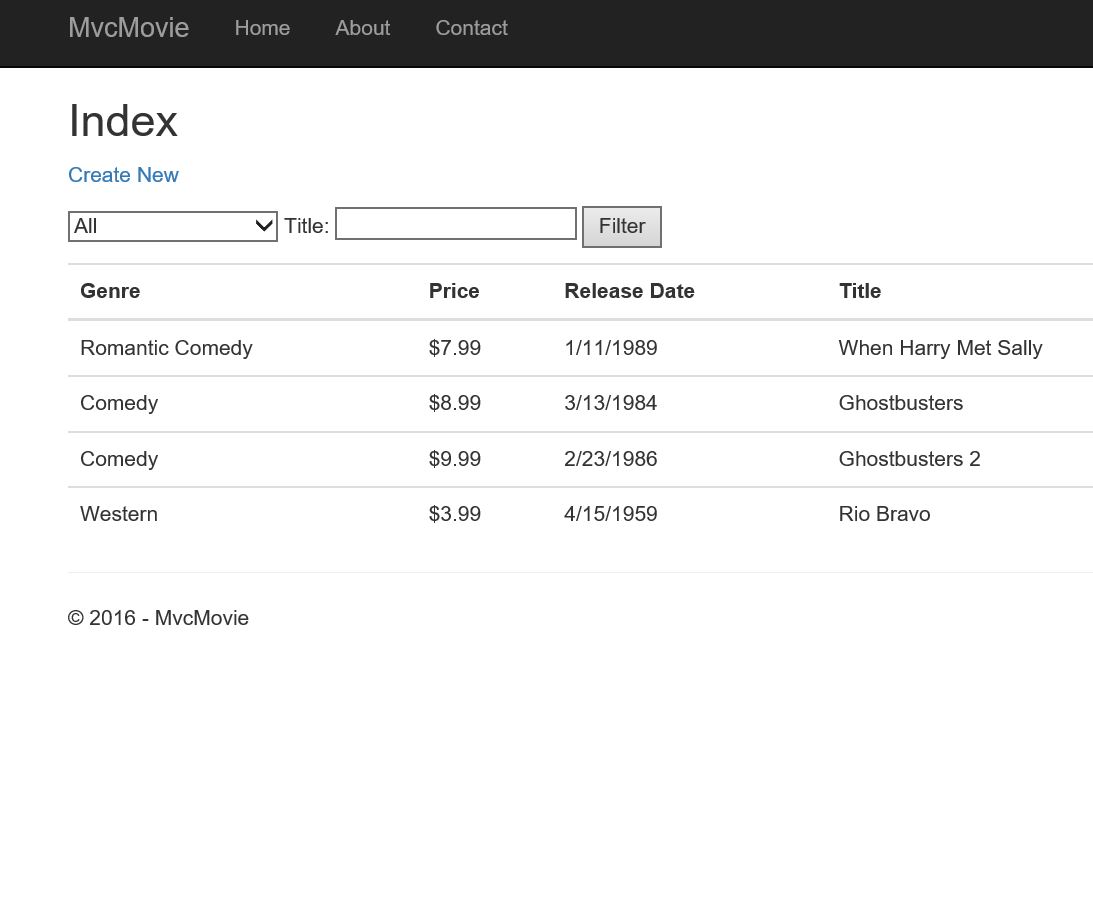 MvcMovie Home About Contact
Index
Create New
All Title: Filter
Genre Price Release Date Title
Romantic Comedy $7.99 1/11/1989 When Harry Met Sally
Comedy $8.99 3/13/1984 Ghostbusters
Comedy $9.99 2/23/1986 Ghostbusters 2
Western $3.99 4/15/1959 Rio Bravo
© 2016 - MvcMovie